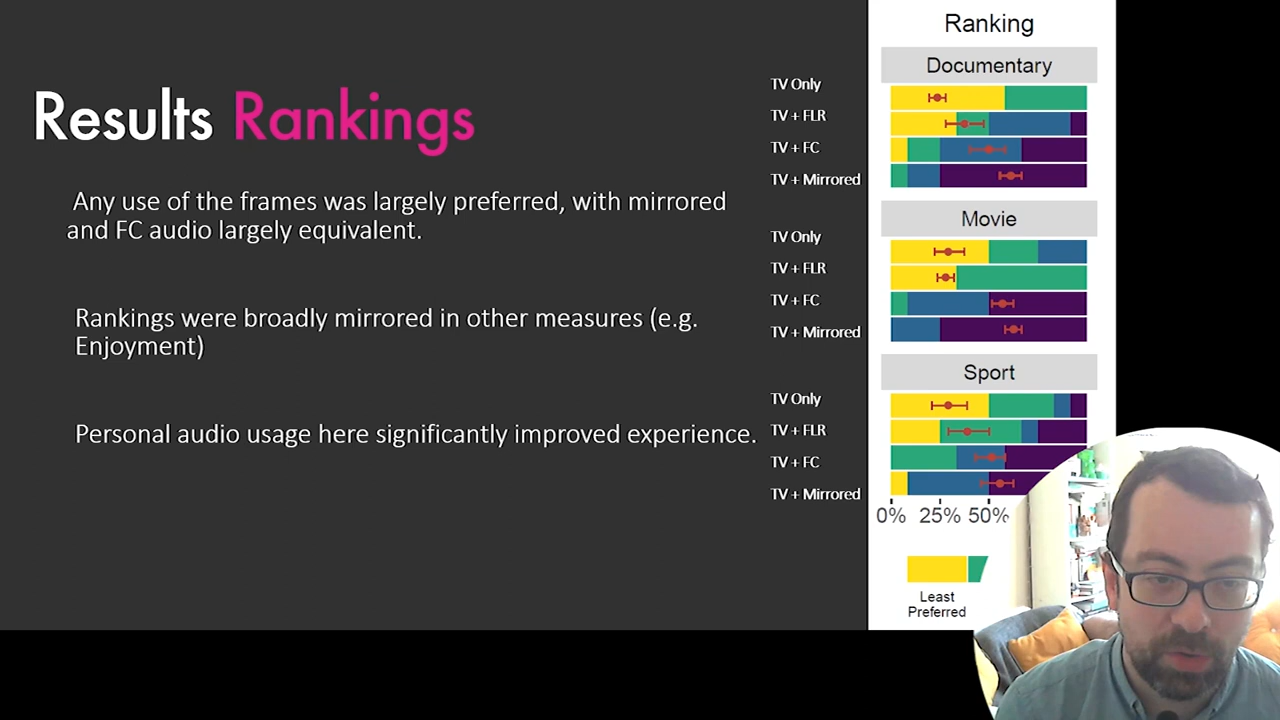 Results Rankings
Any use of the frames was largely preferred, with mirrored
and FC audio largely equivalent.
Rankings were broadly mirrored in other measures (e.g.
Enjoyment)
Personal audio usage here significantly improved experience.
Ranking
Documentary
TV Only
TV + FLR
TV + FC
TV + Mirrored
Movie
TV Only
TV + FLR
TV + FC
TV + Mirrored
Sport
TV Only
TV + FLR
TV + FC
TV + Mirrored
0% 25% 50%
Least
Preferred